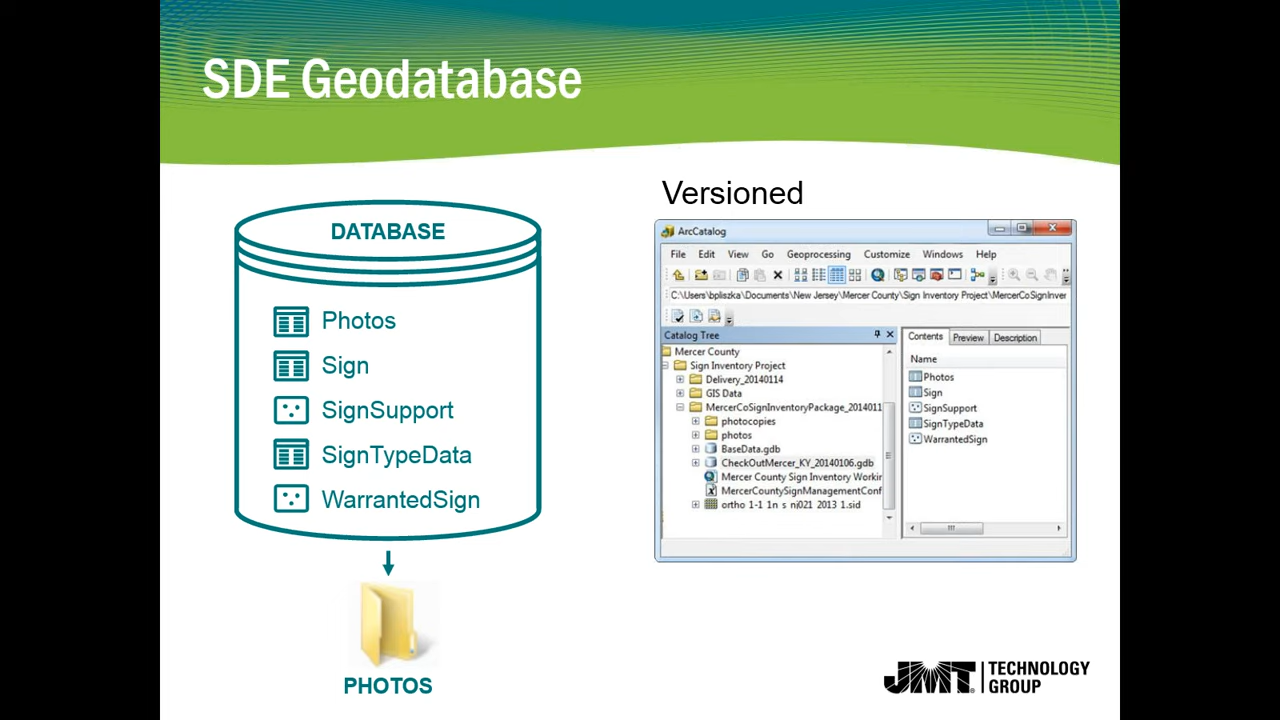 SDE Geodatabase
DATABASE
Photos
Sign
SignSupport
SignTypeData
WarrantedSign
PHOTOS
Versioned
ArcCatalog
File Edit View Go Geoprocessing Customize Windows Help
C:\Users\bpliszka\Documents\New Jersey\Mercer County\Sign Inventory Project\MercerCoSignInver
Catalog Tree
Mercer County
Sign Inventory Project
Delivery_20140114
GIS Data
MercerCoSignInventoryPackage_2014011
photocopies
photos
BaseData.gdb
CheckOutMercer_KY_20140106.gdb
Mercer County Sign Inventory Workin
MercerCountySignManagementConf
ortho_1-1_1n_s_nj021_2013_1.sid
Contents Preview Description
Name
Photos
Sign
SignSupport
SignTypeData
WarrantedSign
JMT TECHNOLOGY
GROUP